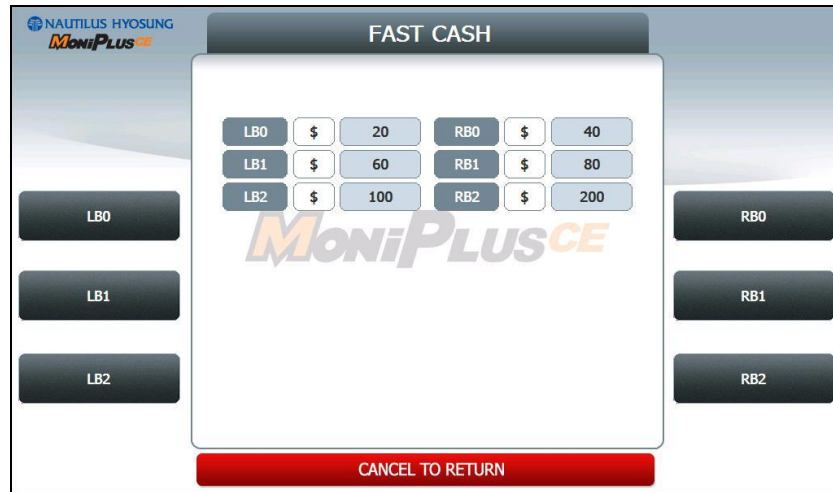 NAUTILUS HYOSUNG
MONIPLUSCE
FAST CASH
LB0 $ 20 RB0 $ 40
LB1 $ 60 RB1 $ 80
LB2 $ 100 RB2 $ 200
MONIPLUSCE
LB0
RB0
LB1
RB1
LB2
RB2
CANCEL TO RETURN